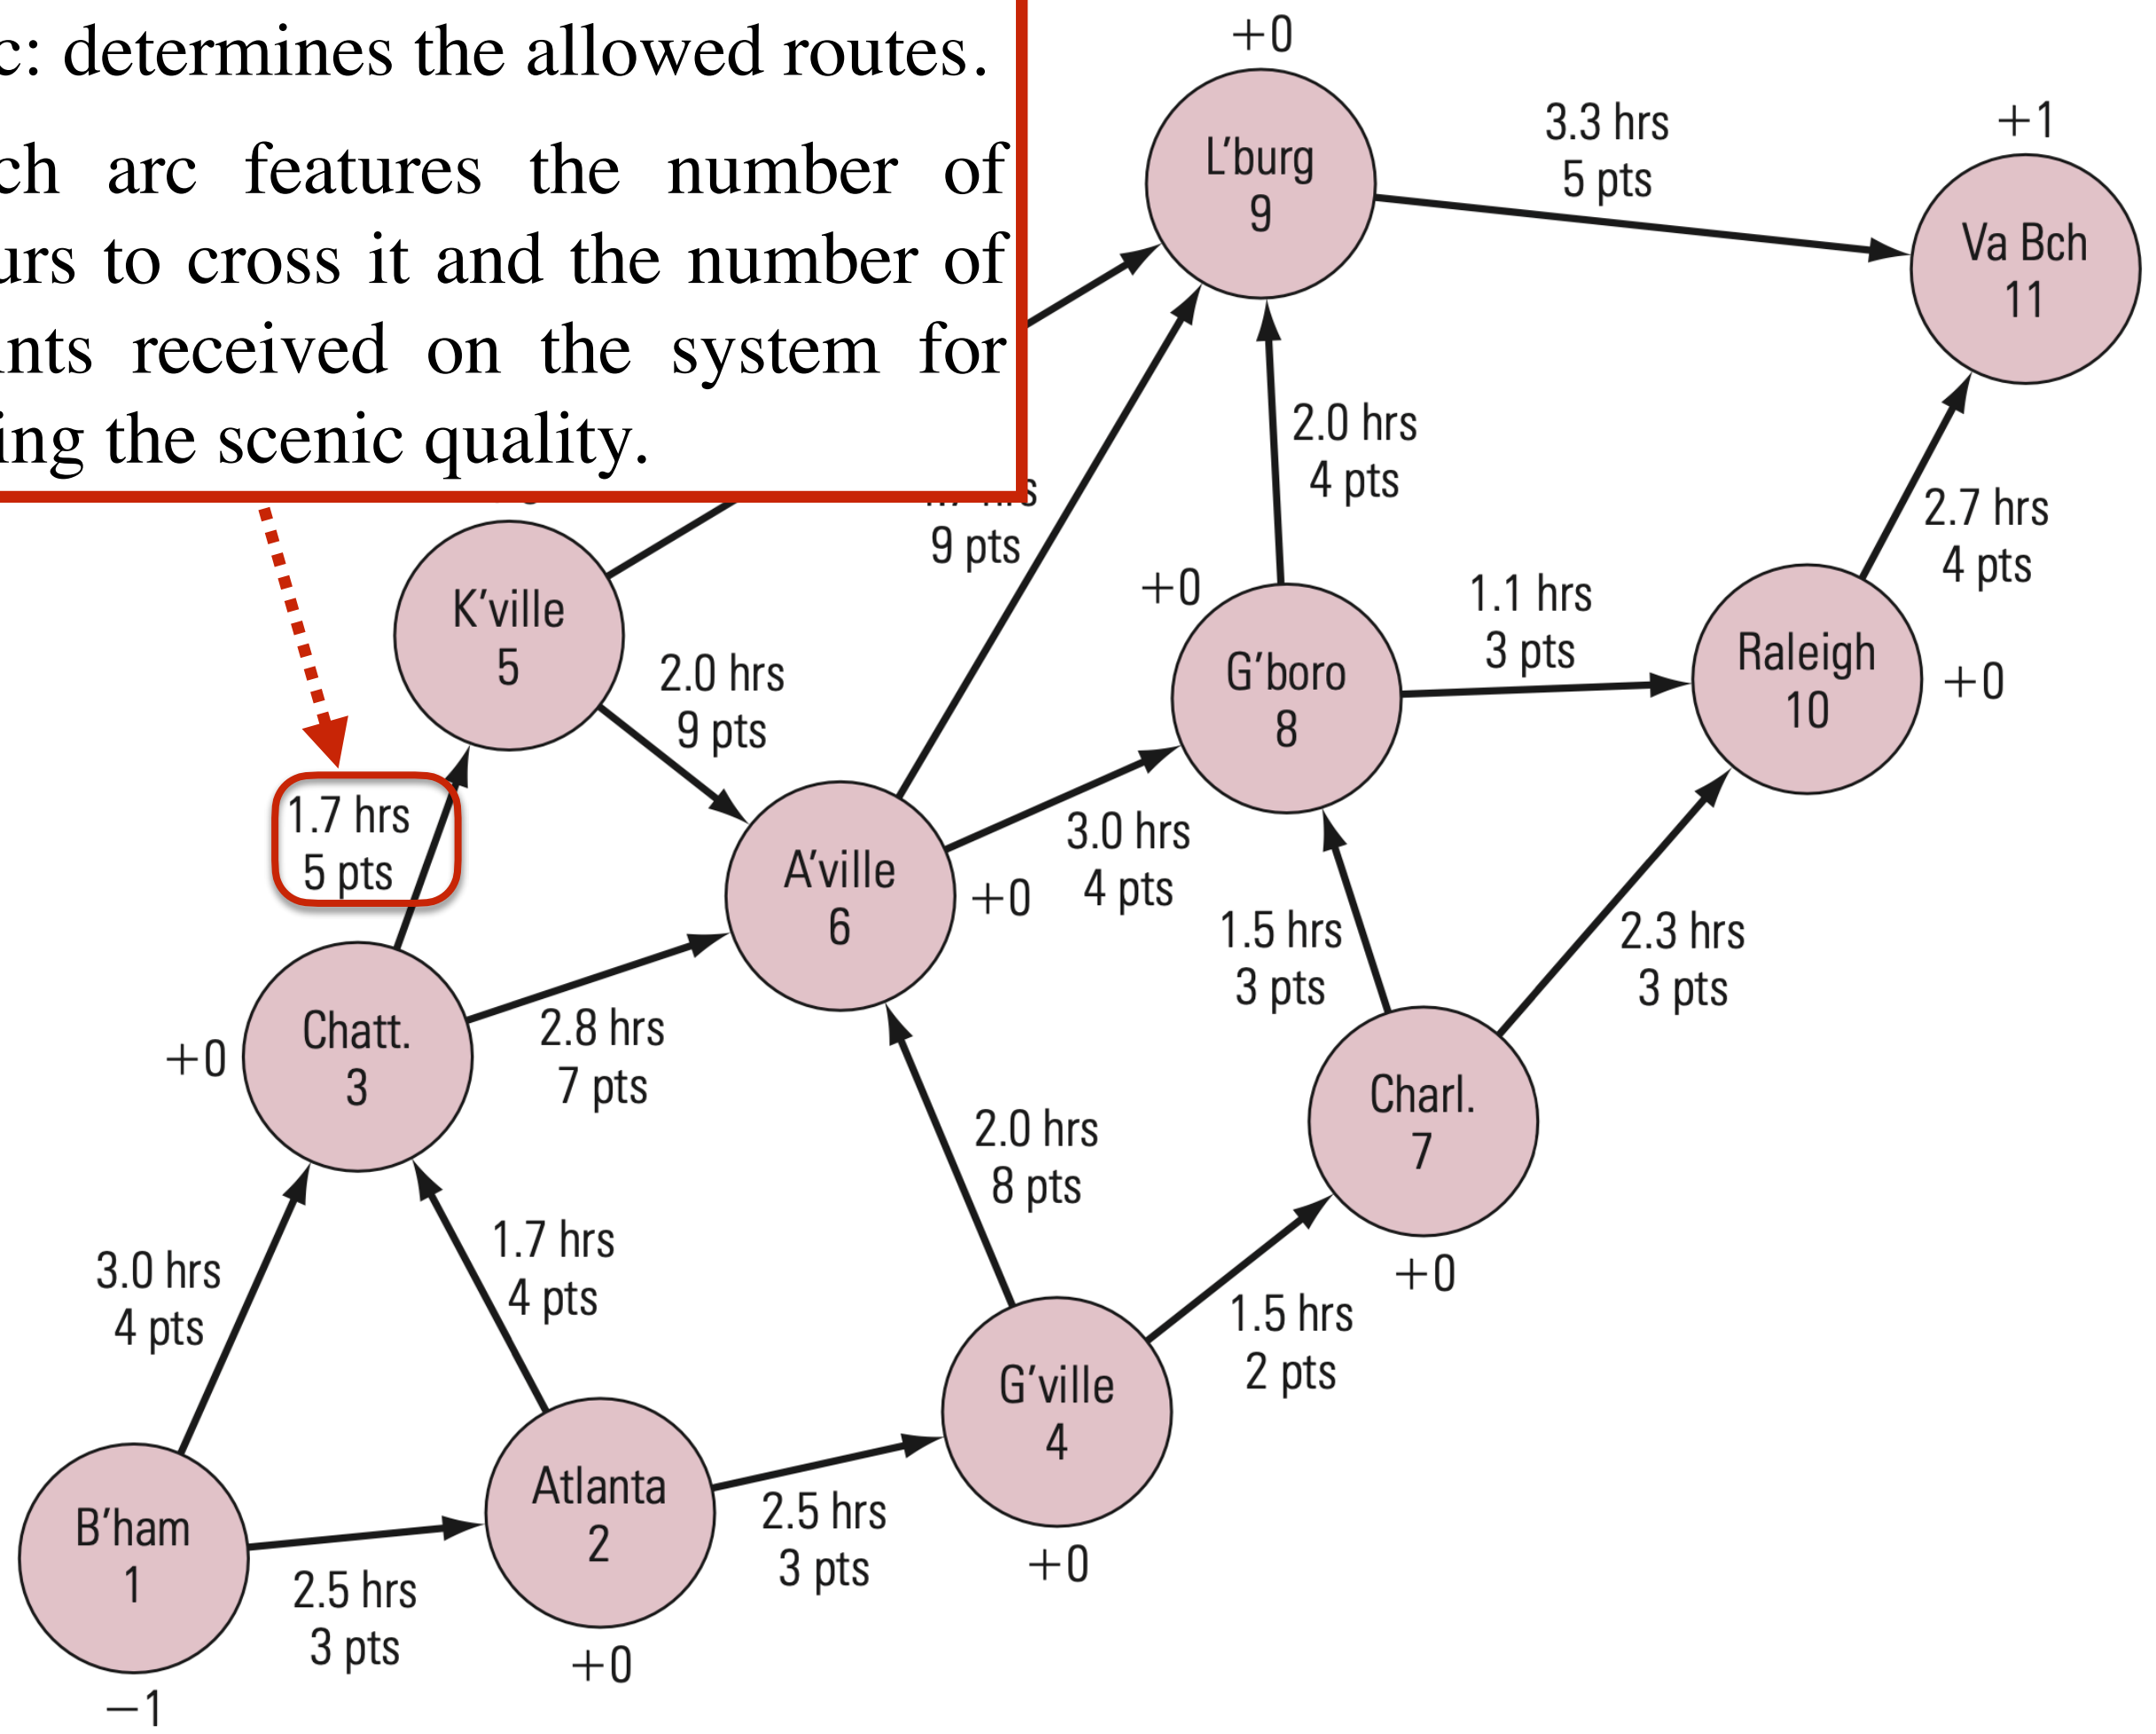 c: determines the allowed routes.
ch arc features the number of
urs to cross it and the number of
nts received on the system for
ing the scenic quality.
+0
L'burg
9
3.3 hrs
5 pts
+1
Va Bch
11
2.0 hrs
4 pts
9 pts
K'ville
5
2.0 hrs
9 pts
+0
G'boro
8
1.1 hrs
3 pts
Raleigh
10
+0
2.7 hrs
4 pts
1.7 hrs
5 pts
A'ville
6
+0
3.0 hrs
4 pts
1.5 hrs
3 pts
2.3 hrs
3 pts
+0
Chatt.
3
2.8 hrs
7 pts
Charl.
7
+0
2.0 hrs
8 pts
3.0 hrs
4 pts
1.7 hrs
4 pts
1.5 hrs
2 pts
G'ville
4
+0
B'ham
1
−1
2.5 hrs
3 pts
Atlanta
2
+0
2.5 hrs
3 pts